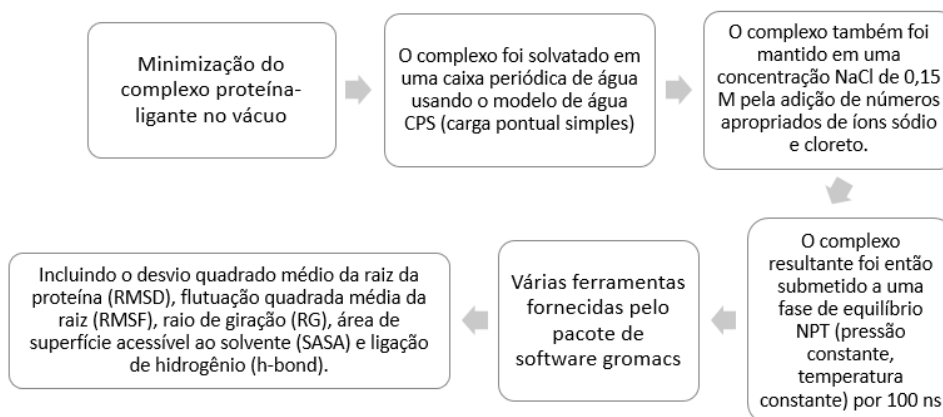 Minimização do
complexo proteína-
ligante no vácuo
O complexo foi solvatado em
uma caixa periódica de água
usando o modelo de água
CPS (carga pontual simples)
O complexo também foi
mantido em uma
concentração NaCl de 0,15
M pela adição de números
apropriados de íons sódio
e cloreto.
O complexo
resultante foi então
submetido a uma
fase de equilíbrio
NPT (pressão
constante,
temperatura
constante) por 100 ns
Várias ferramentas
fornecidas pelo
pacote de
software gromacs
Incluindo o desvio quadrado médio da raiz da
proteína (RMSD), flutuação quadrada média da
raiz (RMSF), raio de giração (RG), área de
superfície acessível ao solvente (SASA) e ligação
de hidrogênio (h-bond).